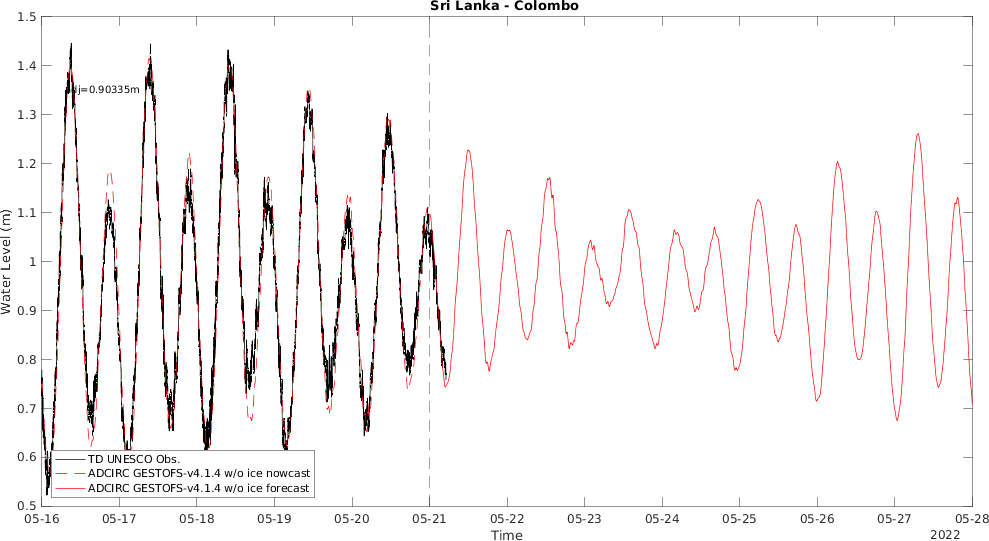 Sri Lanka - Colombo
1.5
1.4
1.3
1.2
1.1
1
0.9
0.8
0.7
0.6
0.5
Water Level (m)
j=0.90335m
TD UNESCO Obs.
ADCIRC GESTOFS-v4.1.4 w/o ice nowcast
ADCIRC GESTOFS-v4.1.4 w/o ice forecast
05-16 05-17 05-18 05-19 05-20 05-21 05-22 05-23 05-24 05-25 05-26 05-27 05-28
Time
2022